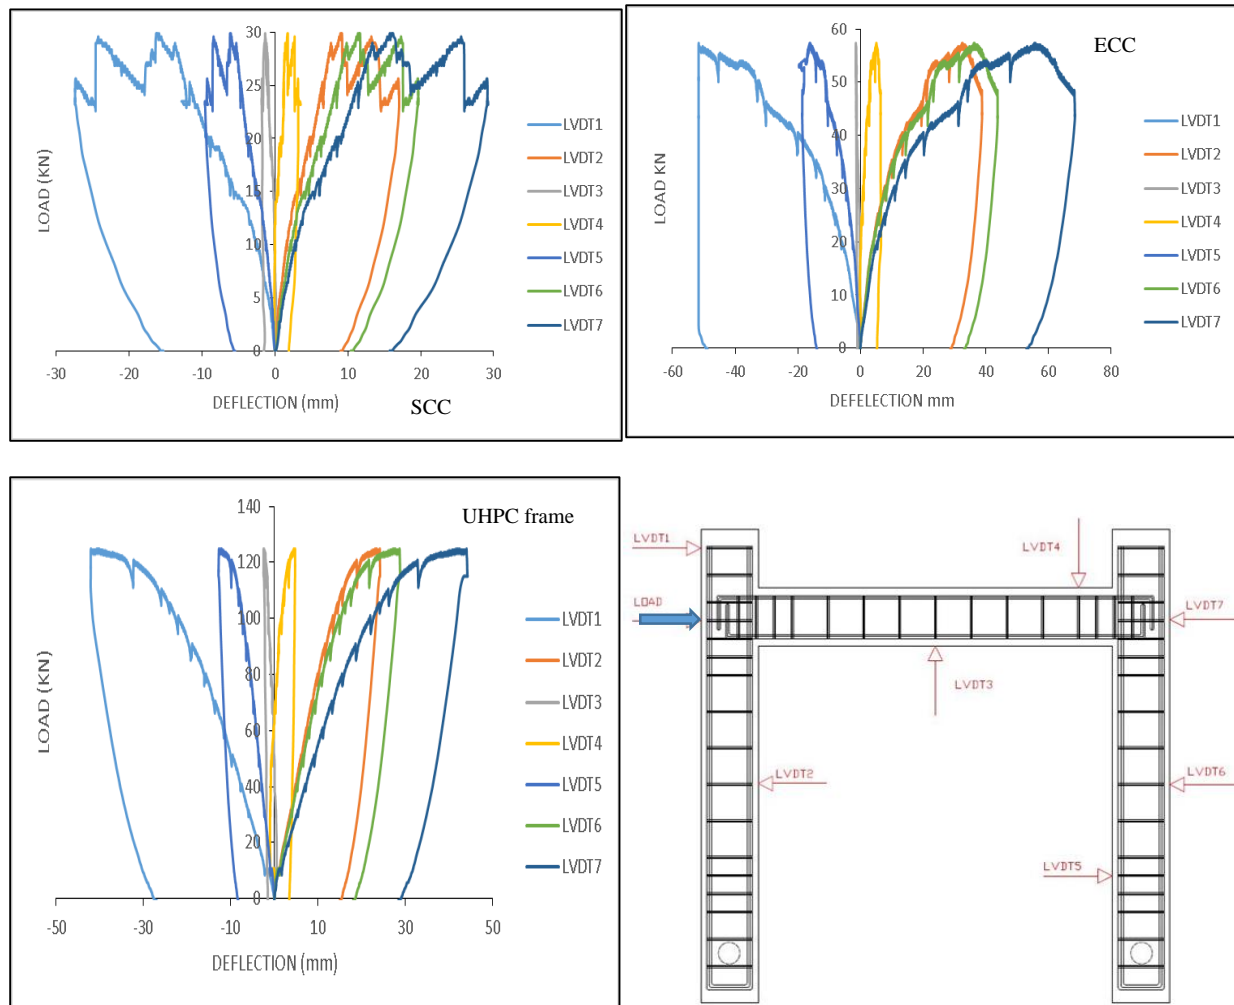 30
25
20
15
10
5
0
-30 -20 -10 0 10 20 30
LOAD (KN)
DEFLECTION (mm)
SCC
LVDT1
LVDT2
LVDT3
LVDT4
LVDT5
LVDT6
LVDT7
ECC
60
50
40
30
20
10
0
-60 -40 -20 0 20 40 60 80
LOAD KN
DEFELECTION mm
LVDT1
LVDT2
LVDT3
LVDT4
LVDT5
LVDT6
LVDT7
UHPC frame
140
120
100
80
60
40
20
0
-50 -30 -10 10 30 50
LOAD (KN)
DEFLECTION (mm)
LVDT1
LVDT2
LVDT3
LVDT4
LVDT5
LVDT6
LVDT7
LVDT1
LVDT4
LOAD
LVDT7
LVDT3
LVDT2
LVDT6
LVDT5